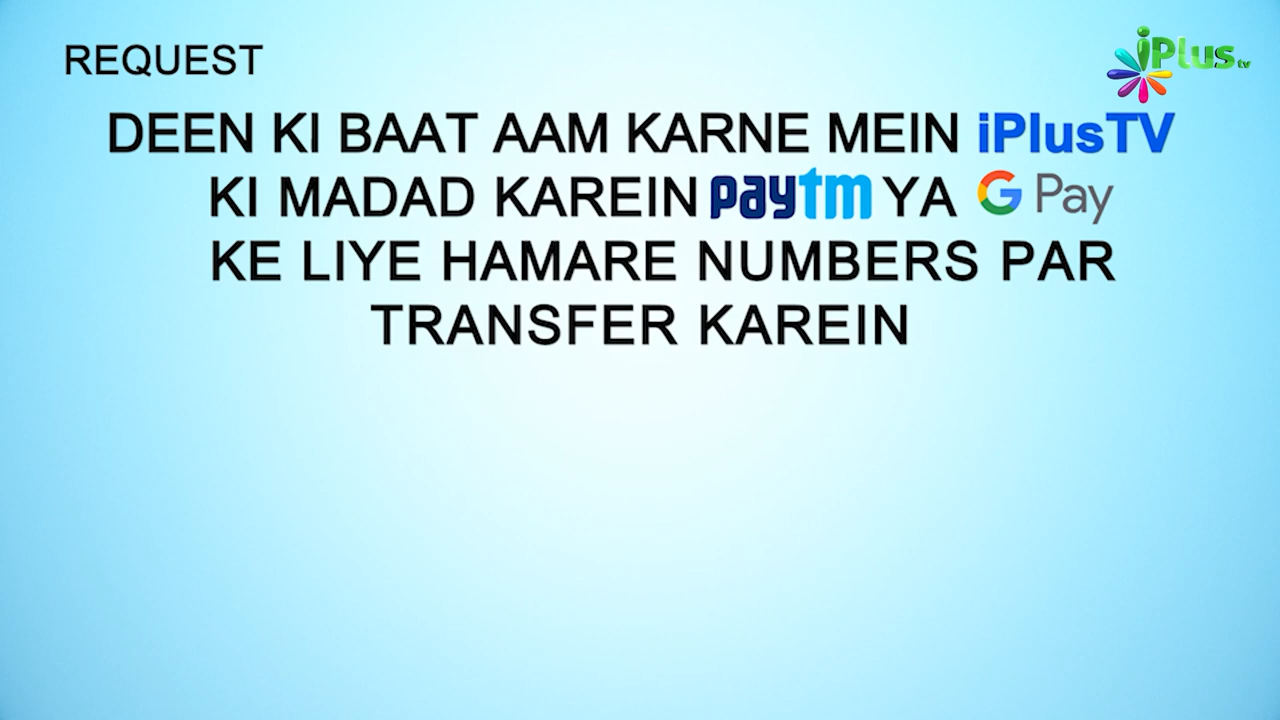 REQUEST
iPlus tv
DEEN KI BAAT AAM KARNE MEIN iPlusTV
KI MADAD KAREIN paytm YA G Pay
KE LIYE HAMARE NUMBERS PAR
TRANSFER KAREIN